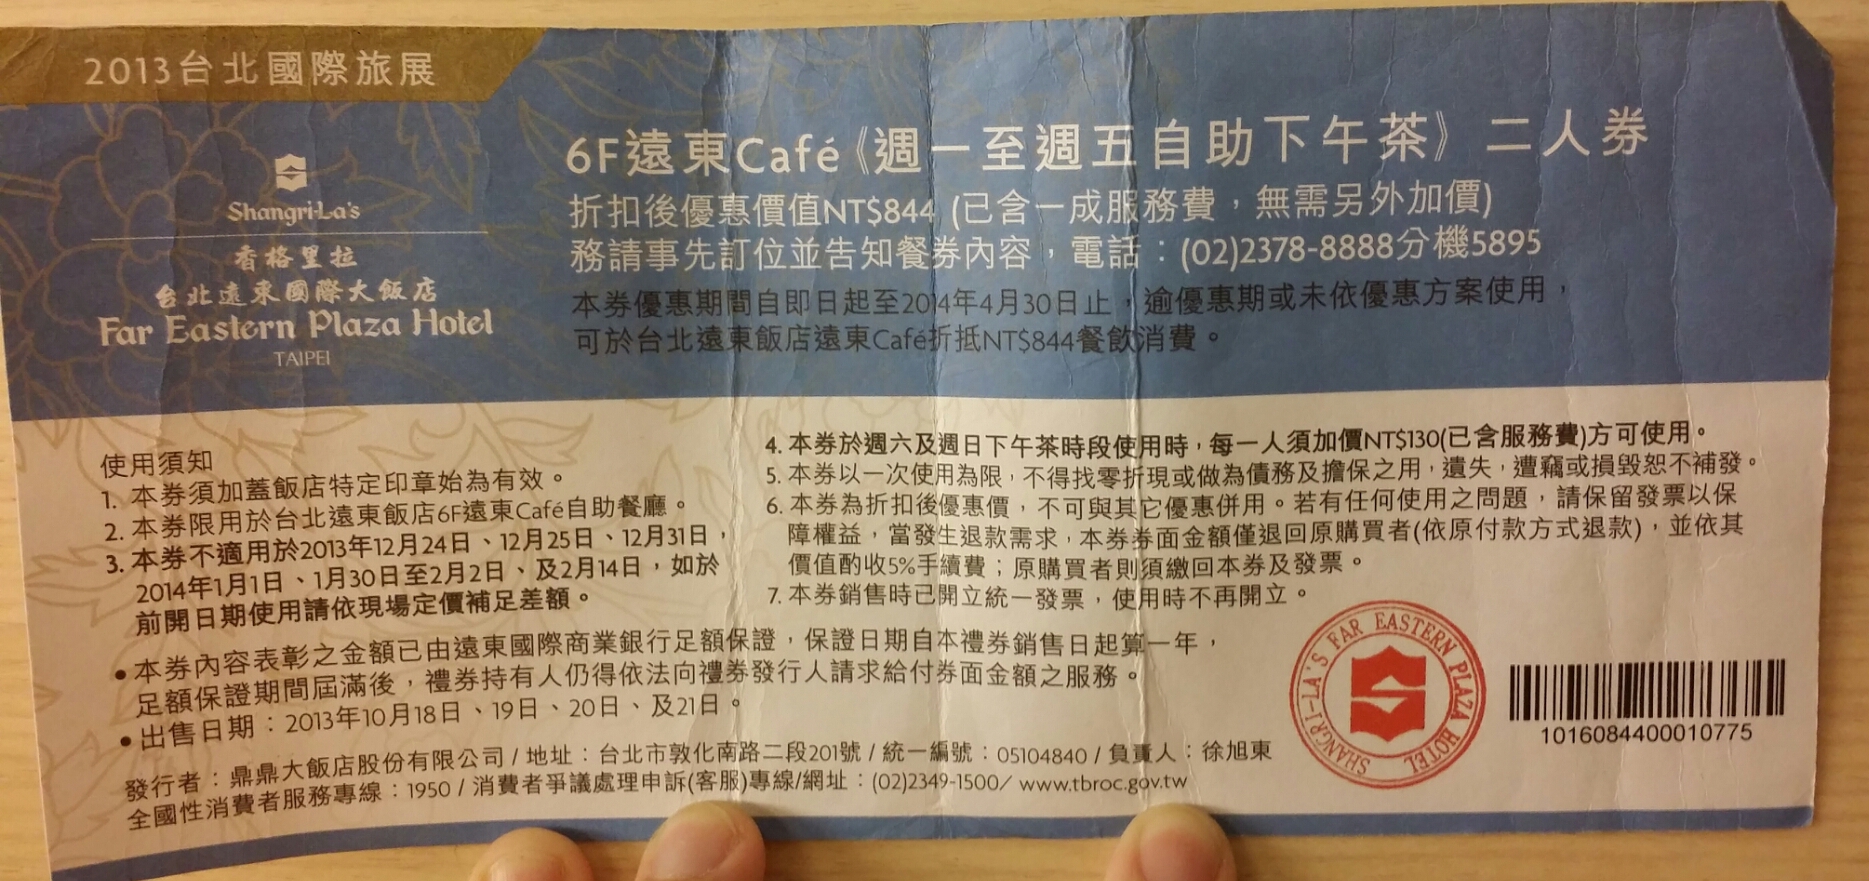 2013台北國際旅展
Shangri-La's
香格里拉
台北遠東國際大飯店
Far Eastern Plaza Hotel
TAIPEI
6F遠東Café《週一至週五自助下午茶》二人券
折扣後優惠價值NT$844 (已含一成服務費，無需另外加價)
務請事先訂位並告知餐券內容，電話：(02)2378-8888分機5895
本券優惠期間自即日起至2014年4月30日止，逾優惠期或未依優惠方案使用，
可於台北遠東飯店遠東Café折抵NT$844餐飲消費。
使用須知
1. 本券須加蓋飯店特定印章始為有效。
2. 本券限用於台北遠東飯店6F遠東Café自助餐廳。
3. 本券不適用於2013年12月24日、12月25日、12月31日，
2014年1月1日、1月30日至2月2日、及2月14日，如於
前開日期使用請依現場定價補足差額。
4. 本券於週六及週日下午茶時段使用時，每一人須加價NT$130(已含服務費)方可使用。
5. 本券以一次使用為限，不得找零折現或做為債務及擔保之用，遺失，遭竊或損毀恕不補發。
6. 本券為折扣後優惠價，不可與其它優惠併用。若有任何使用之問題，請保留發票以保
障權益，當發生退款需求，本券券面金額僅退回原購買者(依原付款方式退款)，並依其
價值酌收5%手續費；原購買者則須繳回本券及發票。
7. 本券銷售時已開立統一發票，使用時不再開立。
• 本券內容表彰之金額已由遠東國際商業銀行足額保證，保證日期自本禮券銷售日起算一年，
足額保證期間屆滿後，禮券持有人仍得依法向禮券發行人請求給付券面金額之服務。
• 出售日期：2013年10月18日、19日、20日、及21日。
發行者：鼎鼎大飯店股份有限公司 / 地址：台北市敦化南路二段201號 / 統一編號：05104840 / 負責人：徐旭東
全國性消費者服務專線：1950 / 消費者爭議處理申訴(客服)專線/網址：(02)2349-1500／ www.tbroc.gov.tw
SHANGRI-LA'S FAR EASTERN PLAZA HOTEL
1016084400010775